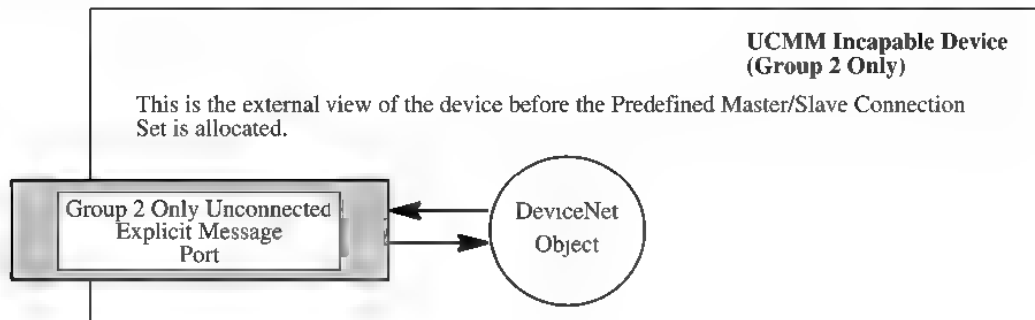 UCMM Incapable Device
(Group 2 Only)
This is the external view of the device before the Predefined Master/Slave Connection
Set is allocated.
Group 2 Only Unconnected
Explicit Message
Port
DeviceNet
Object